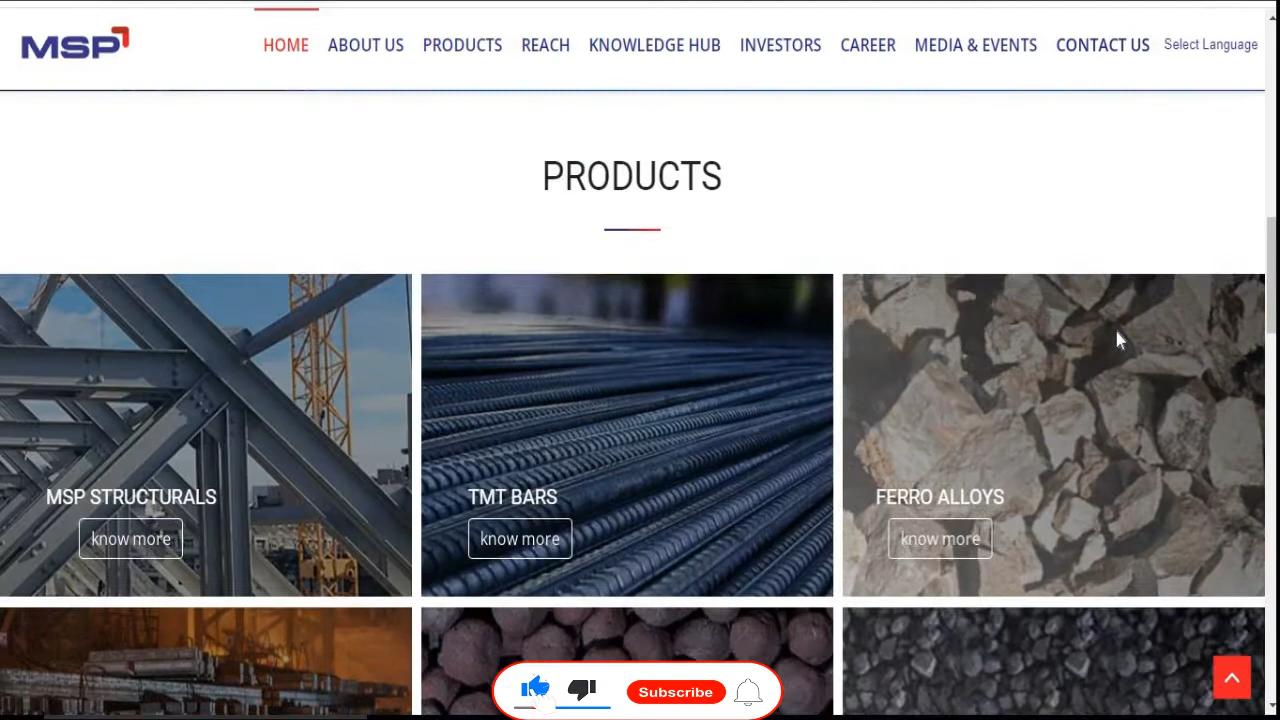 MSP
HOME ABOUT US PRODUCTS REACH KNOWLEDGE HUB INVESTORS CAREER MEDIA & EVENTS CONTACT US Select Language
PRODUCTS
MSP STRUCTURALS
know more
TMT BARS
know more
FERRO ALLOYS
know more
Subscribe